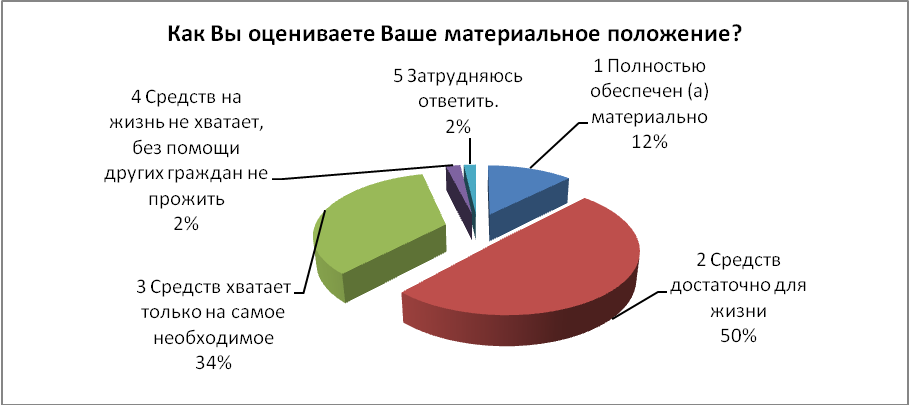 Как Вы оцениваете Ваше материальное положение?
1 Полностью
обеспечен (а)
материально
12%
2 Средств
достаточно для
жизни
50%
3 Средств хватает
только на самое
необходимое
34%
4 Средств на
жизнь не хватает,
без помощи
других граждан не
прожить
2%
5 Затрудняюсь
ответить.
2%